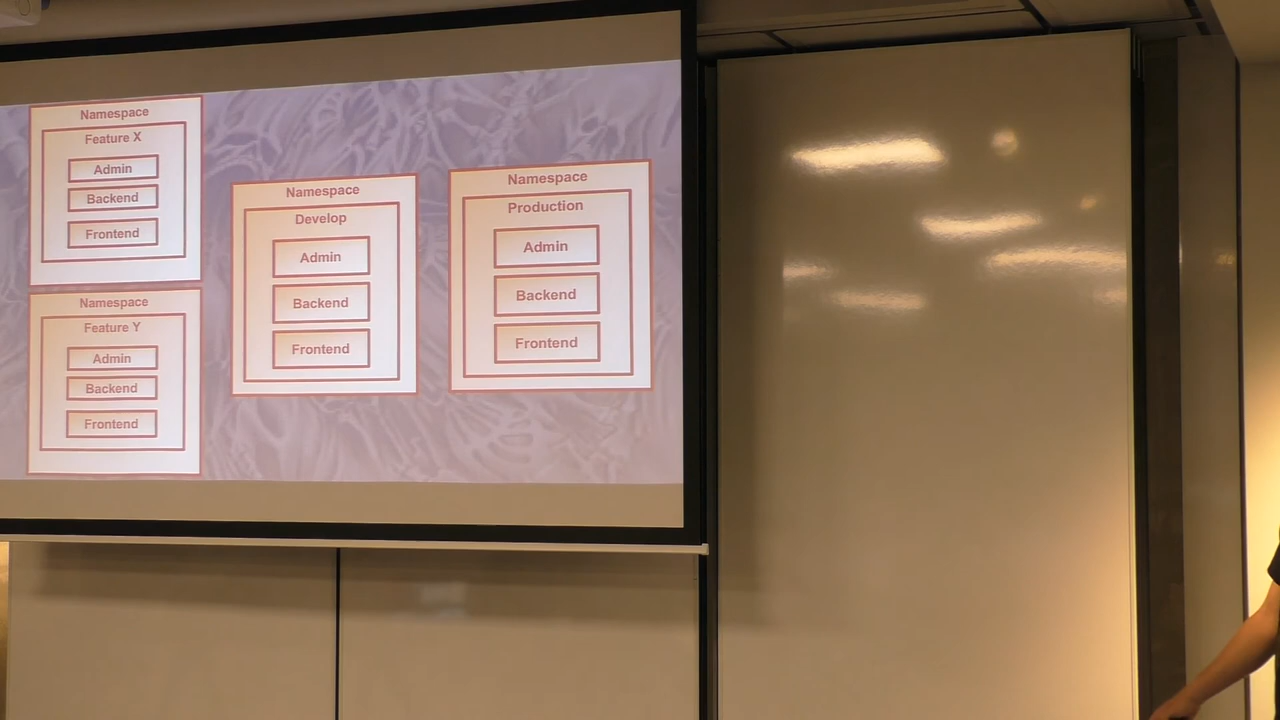 Namespace
Feature X
Admin
Backend
Frontend
Namespace
Feature Y
Admin
Backend
Frontend
Namespace
Develop
Admin
Backend
Frontend
Namespace
Production
Admin
Backend
Frontend